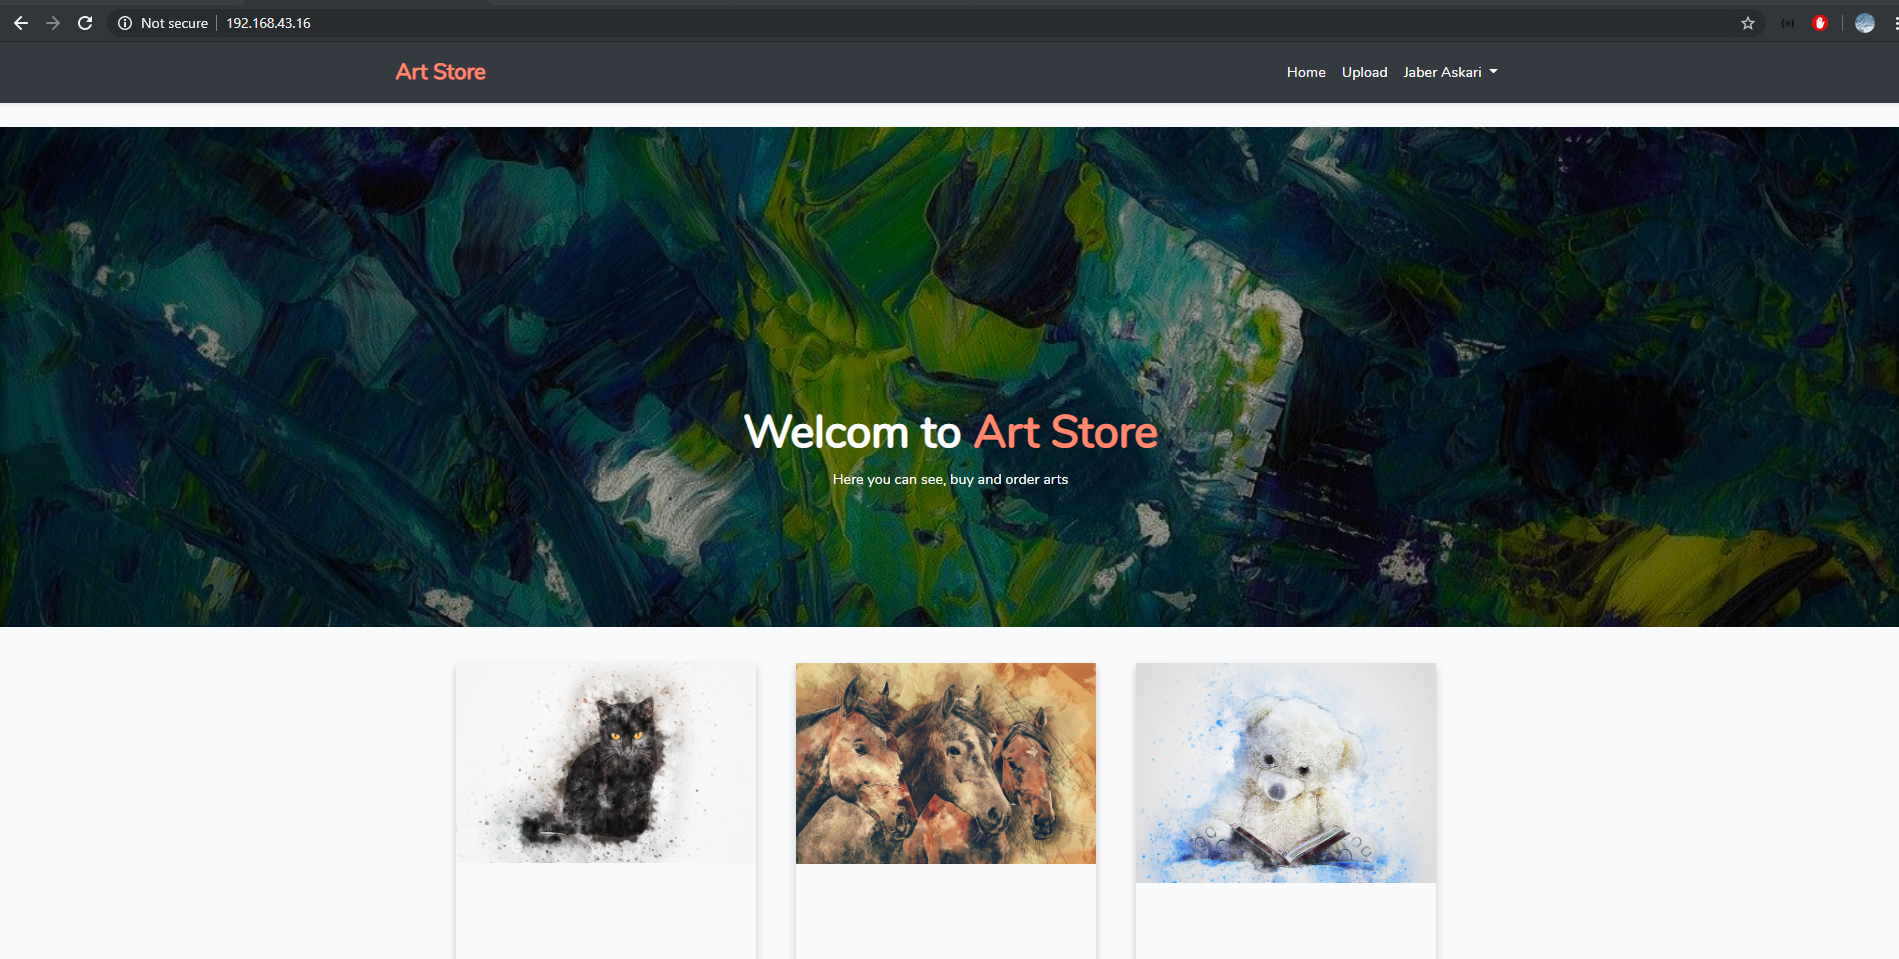 Not secure 192.168.43.16
Art Store
Home Upload Jaber Askari
Welcom to Art Store
Here you can see, buy and order arts